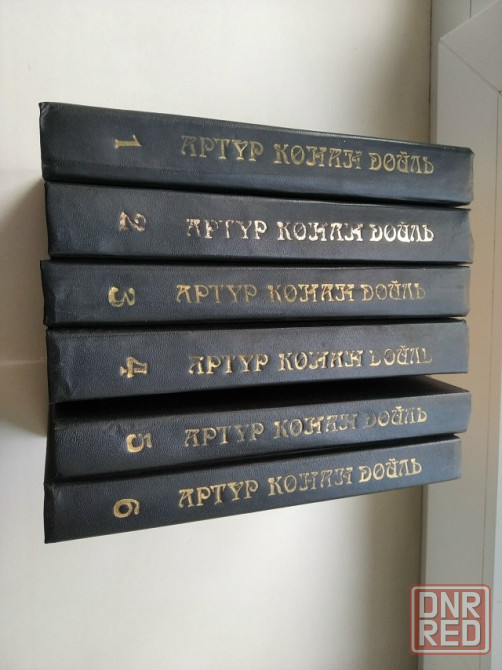 1 АРТУР КОНАН ДОЙЛЬ
2 АРТУР КОНАН ДОЙЛЬ
3 АРТУР КОНАН ДОЙЛЬ
4 АРТУР КОНАН ДОЙЛЬ
5 АРТУР КОНАН ДОЙЛЬ
6 АРТУР КОНАН ДОЙЛЬ
DNR
RED